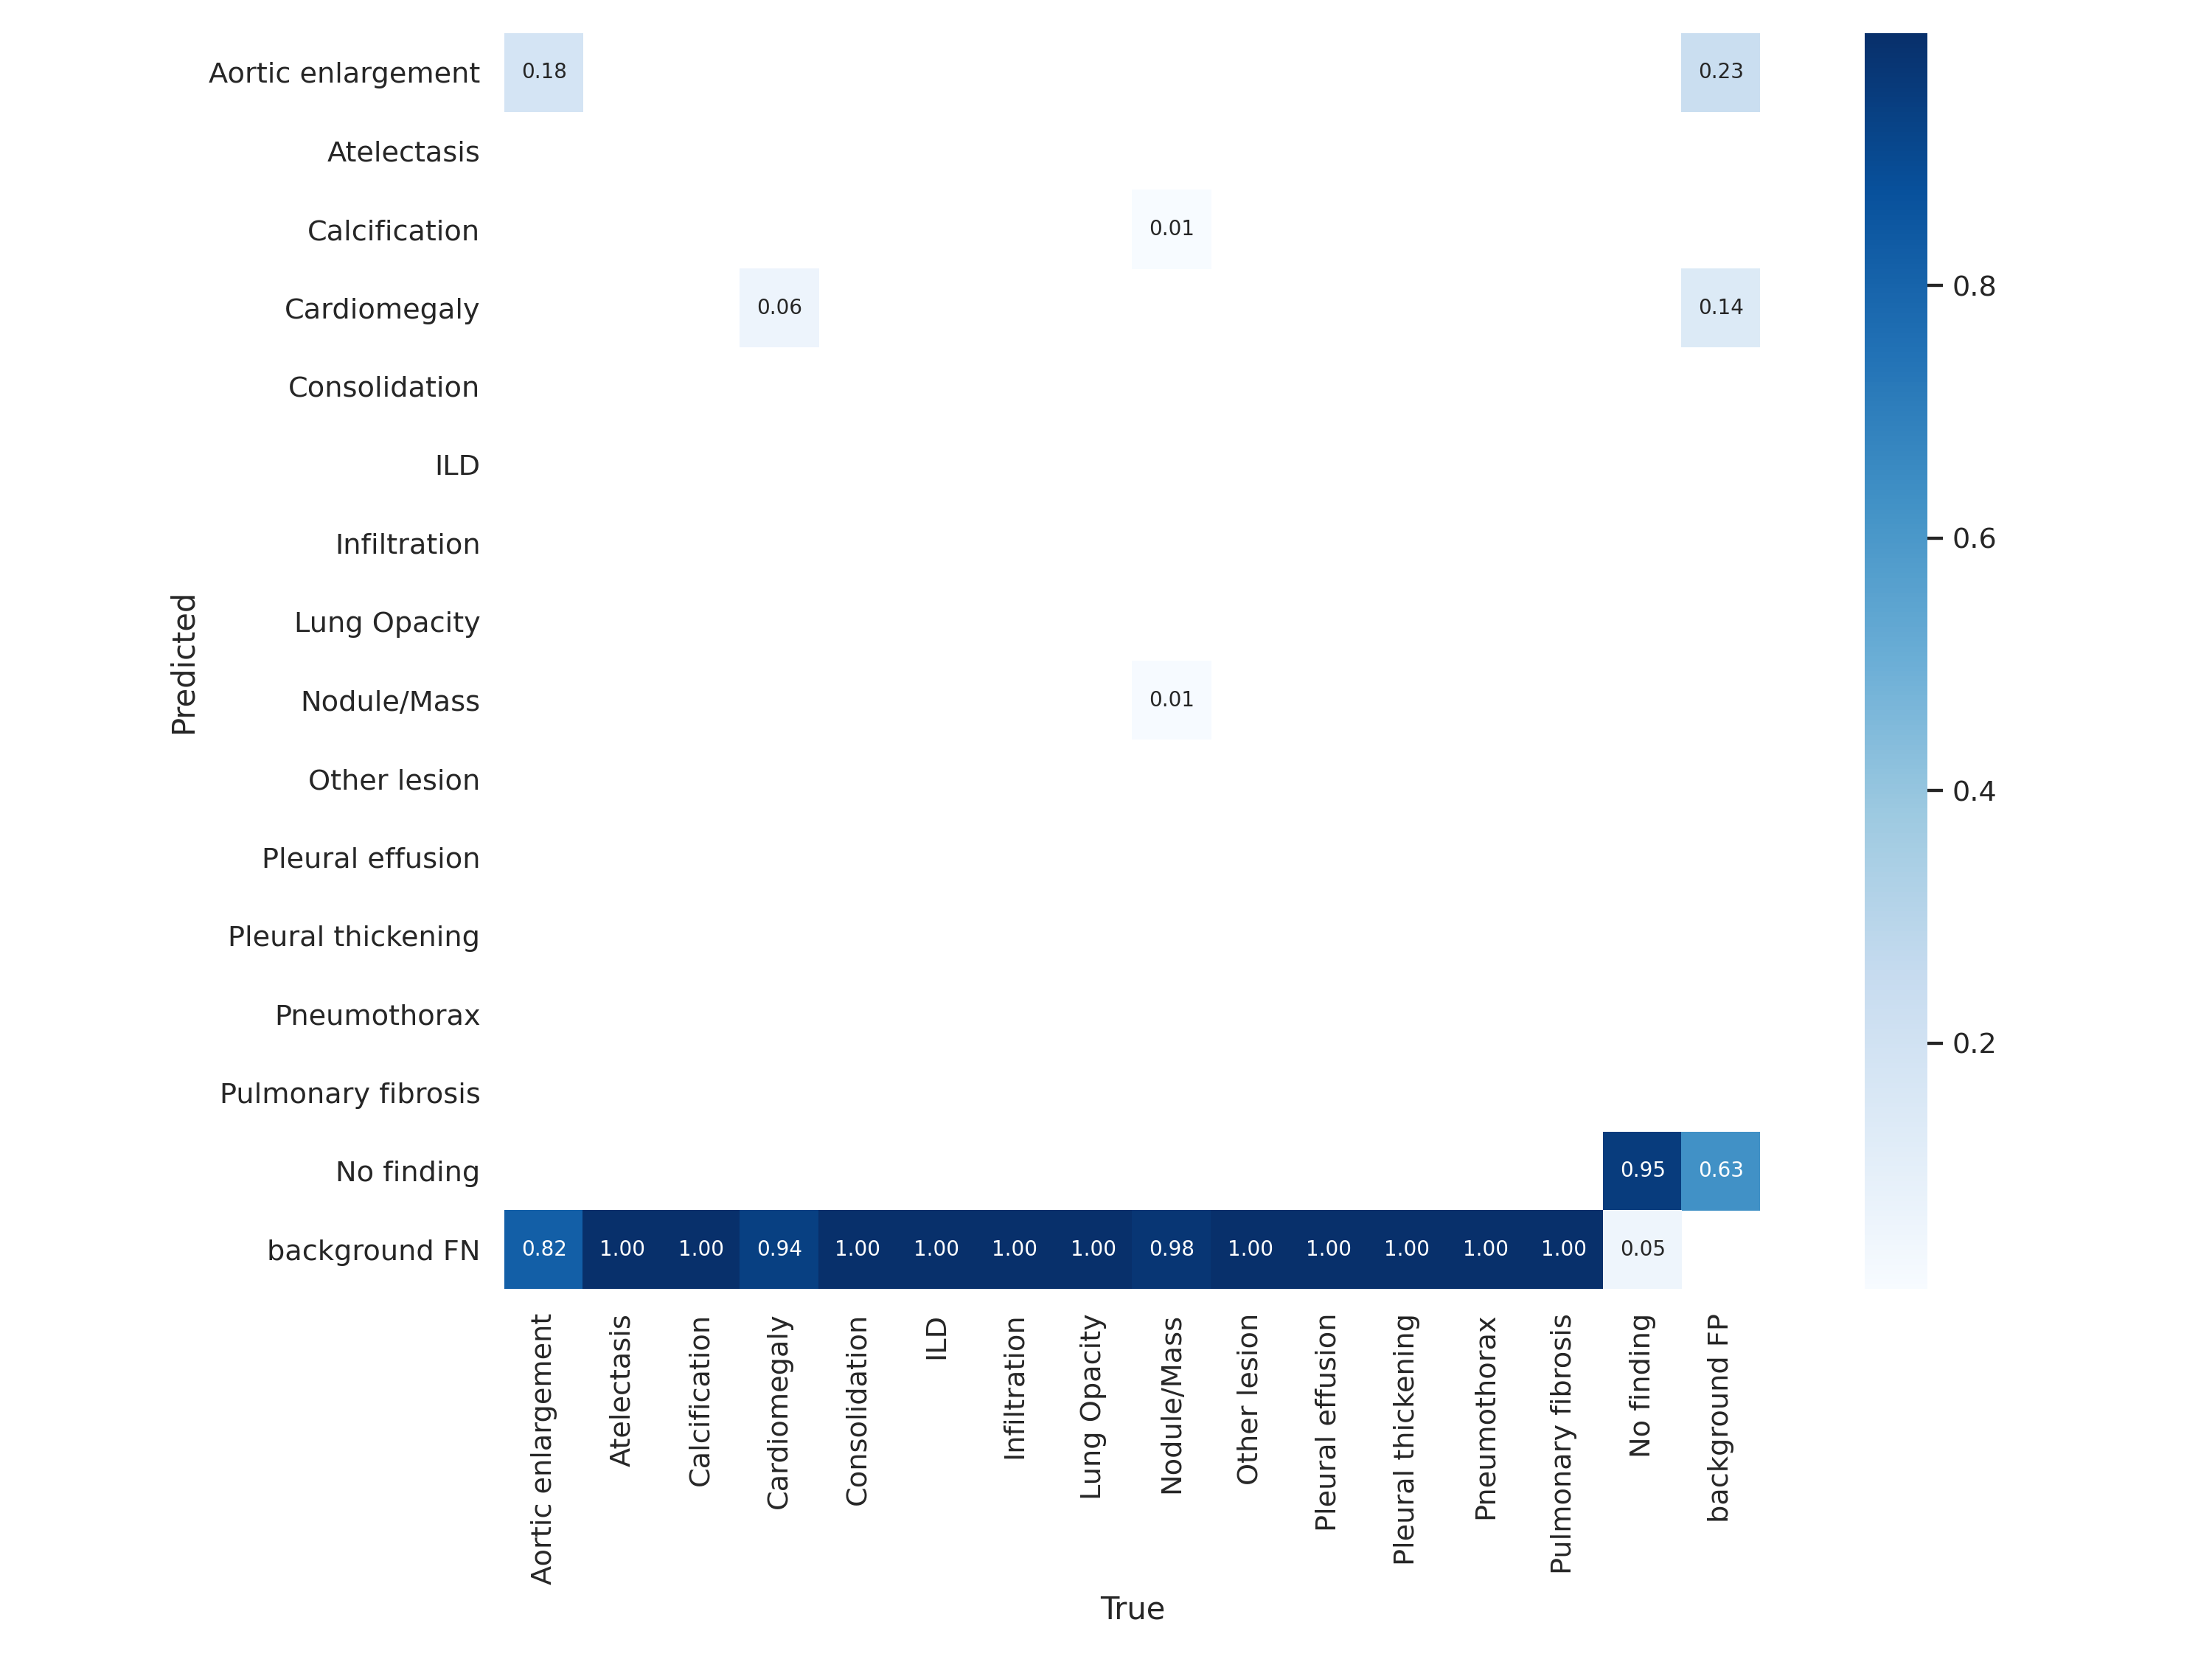 Aortic enlargement 0.18 0.23
Atelectasis
Calcification 0.01
Cardiomegaly 0.06 0.14
Consolidation
ILD
Infiltration
Lung Opacity
Nodule/Mass 0.01
Other lesion
Pleural effusion
Pleural thickening
Pneumothorax
Pulmonary fibrosis
No finding 0.95 0.63
background FN 0.82 1.00 1.00 0.94 1.00 1.00 1.00 1.00 0.98 1.00 1.00 1.00 1.00 1.00 0.05
Predicted
Aortic enlargement
Atelectasis
Calcification
Cardiomegaly
Consolidation
ILD
Infiltration
Lung Opacity
Nodule/Mass
Other lesion
Pleural effusion
Pleural thickening
Pneumothorax
Pulmonary fibrosis
No finding
background FP
True
0.8
0.6
0.4
0.2